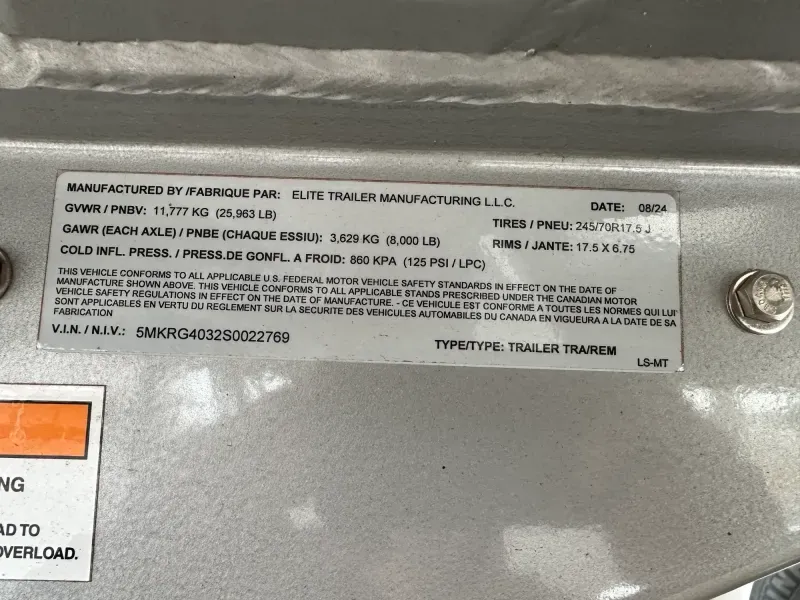 MANUFACTURED BY /FABRIQUE PAR: ELITE TRAILER MANUFACTURING L.L.C. DATE: 08/24
GVWR / PNBV: 11,777 KG (25,963 LB) TIRES / PNEU: 245/70R17.5 J
GAWR (EACH AXLE) / PNBE (CHAQUE ESSIU): 3,629 KG (8,000 LB) RIMS / JANTE: 17.5 X 6.75
COLD INFL. PRESS. / PRESS.DE GONFL. A FROID: 860 KPA (125 PSI / LPC)
THIS VEHICLE CONFORMS TO ALL APPLICABLE U.S. FEDERAL MOTOR VEHICLE SAFETY STANDARDS IN EFFECT ON THE DATE OF
MANUFACTURE SHOWN ABOVE. THIS VEHICLE CONFORMS TO ALL APPLICABLE STANDS PRESCRIBED UNDER THE CANADIAN MOTOR
VEHICLE SAFETY REGULATIONS IN EFFECT ON THE DATE OF MANUFACTURE. - CE VEHICULE EST CONFORME A TOUTES LES NORMES QUI LUI
SONT APPLICABLES EN VERTU DU REGLEMENT SUR LA SECURITE DES VEHICULES AUTOMOBILES DU CANADA EN VIGUEURA LA DATE DE SA
FABRICATION
V.I.N. / N.I.V.: 5MKRG4032S0022769 TYPE/TYPE: TRAILER TRA/REM
LS-MT
NG
AD TO
OVERLOAD.